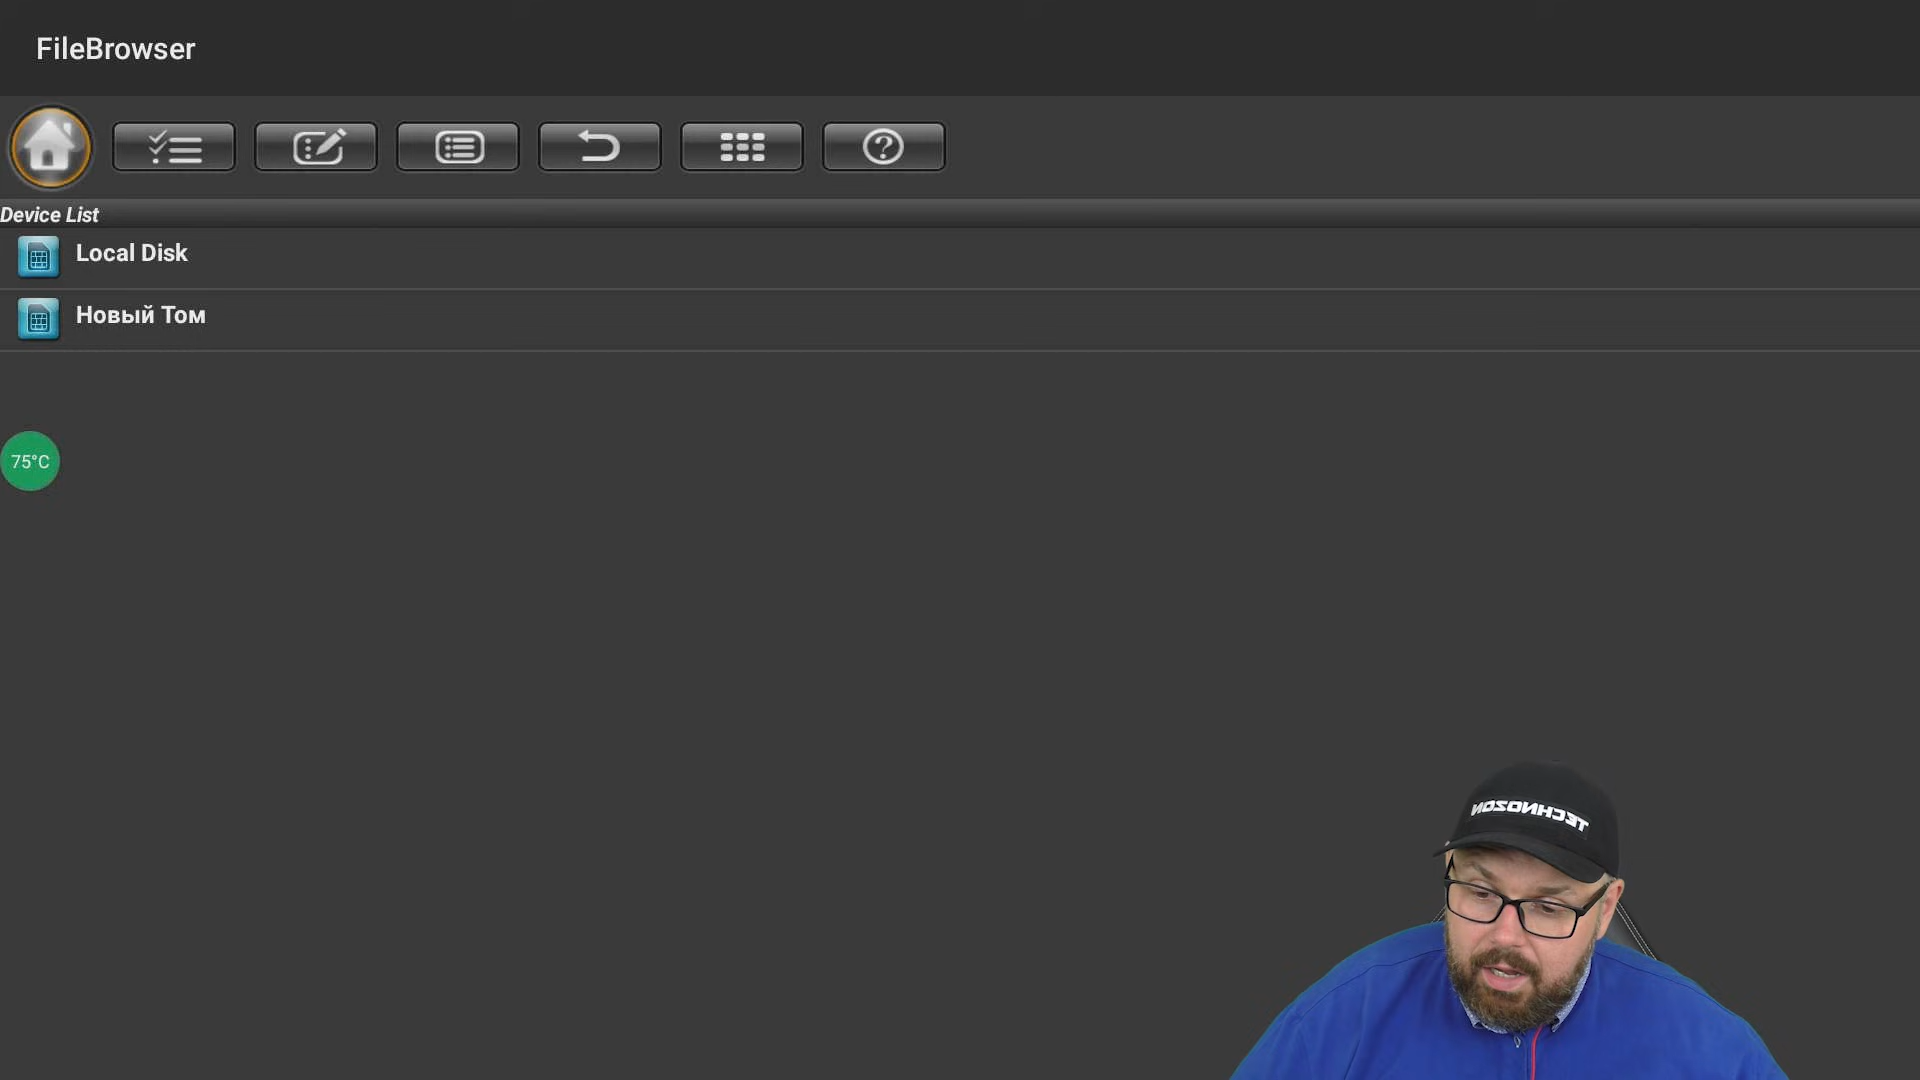 FileBrowser
Device List
Local Disk
Новый Том
75°C
TECHNOZON